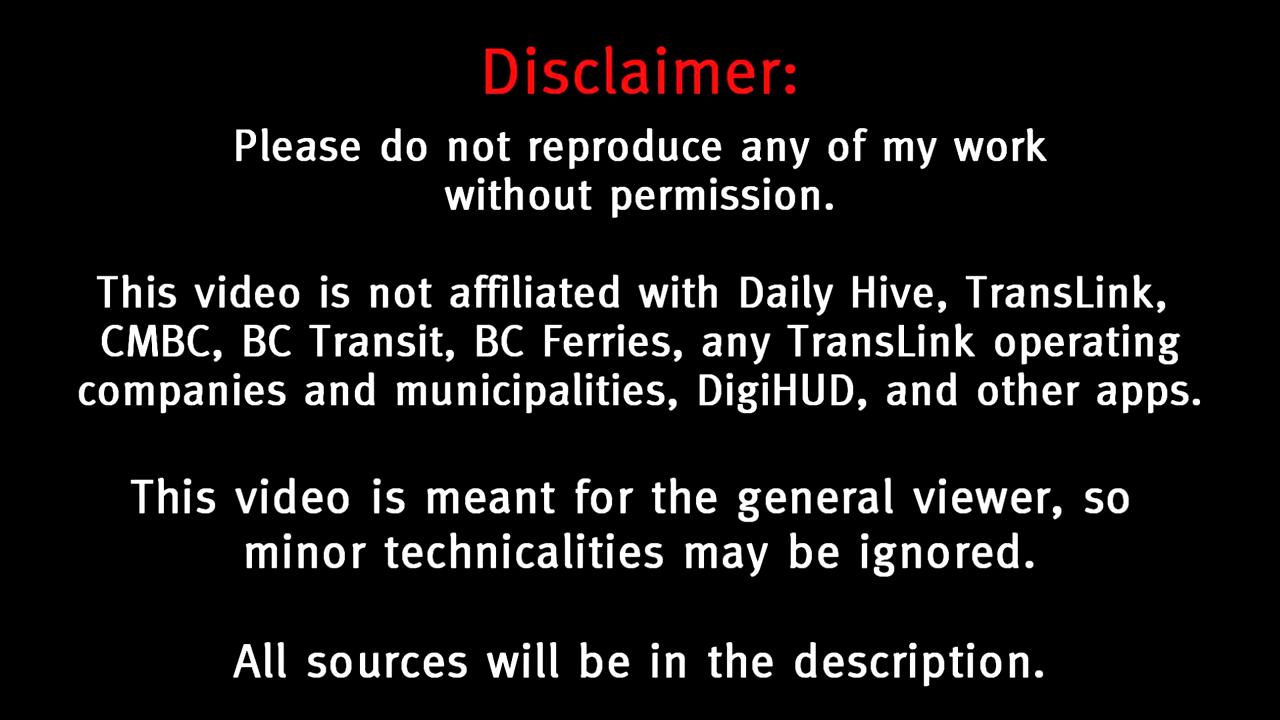 Disclaimer:
Please do not reproduce any of my work
without permission.
This video is not affiliated with Daily Hive, TransLink,
CMBC, BC Transit, BC Ferries, any TransLink operating
companies and municipalities, DigiHUD, and other apps.
This video is meant for the general viewer, so
minor technicalities may be ignored.
All sources will be in the description.